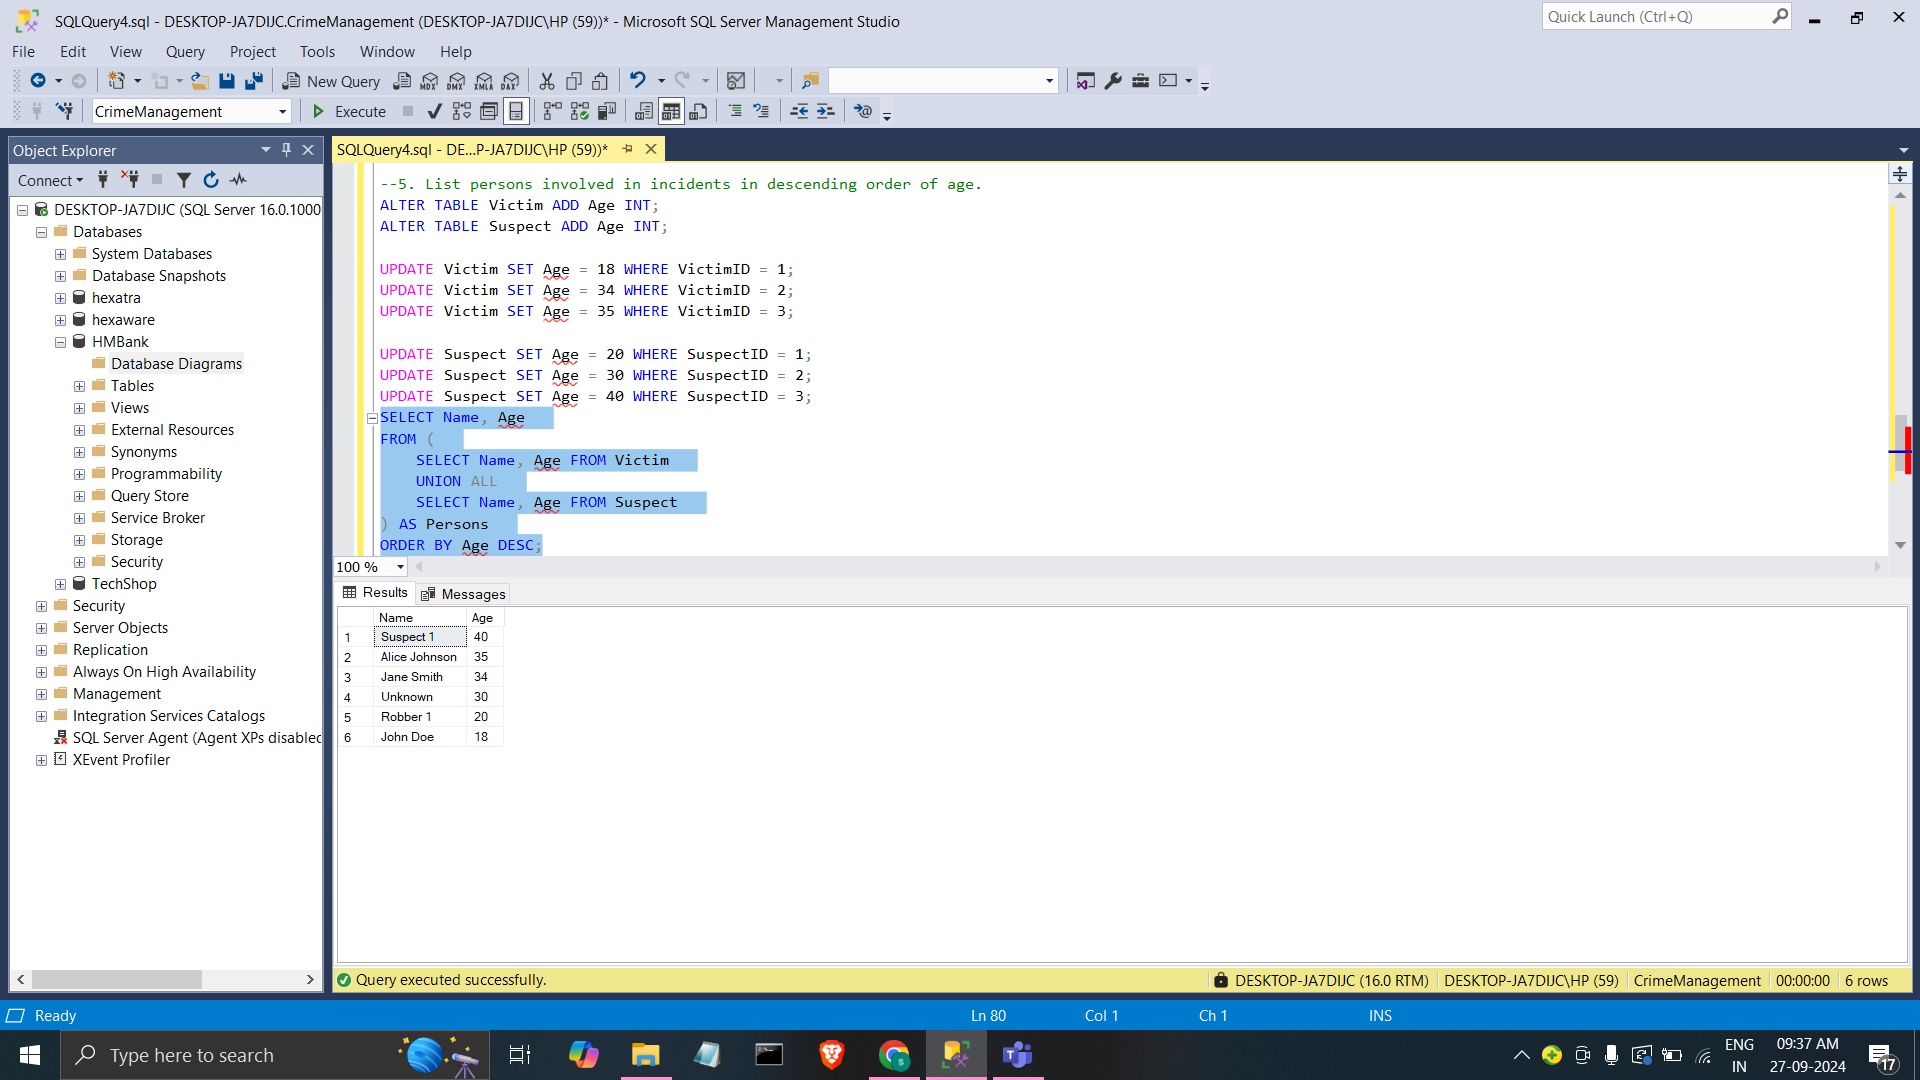 SQLQuery4.sql - DESKTOP-JA7DIJC.CrimeManagement (DESKTOP-JA7DIJC\HP (59))* - Microsoft SQL Server Management Studio
Quick Launch (Ctrl+Q)
File Edit View Query Project Tools Window Help
New Query MDX DMX XMLA DAX
CrimeManagement Execute
Object Explorer
Connect
DESKTOP-JA7DIJC (SQL Server 16.0.1000
Databases
System Databases
Database Snapshots
hexatra
hexaware
HMBank
Database Diagrams
Tables
Views
External Resources
Synonyms
Programmability
Query Store
Service Broker
Storage
Security
TechShop
Security
Server Objects
Replication
Always On High Availability
Management
Integration Services Catalogs
SQL Server Agent (Agent XPs disabled
XEvent Profiler
SQLQuery4.sql - DE...P-JA7DIJC\HP (59))*
--5. List persons involved in incidents in descending order of age.
ALTER TABLE Victim ADD Age INT;
ALTER TABLE Suspect ADD Age INT;
UPDATE Victim SET Age = 18 WHERE VictimID = 1;
UPDATE Victim SET Age = 34 WHERE VictimID = 2;
UPDATE Victim SET Age = 35 WHERE VictimID = 3;
UPDATE Suspect SET Age = 20 WHERE SuspectID = 1;
UPDATE Suspect SET Age = 30 WHERE SuspectID = 2;
UPDATE Suspect SET Age = 40 WHERE SuspectID = 3;
SELECT Name, Age
FROM (
SELECT Name, Age FROM Victim
UNION ALL
SELECT Name, Age FROM Suspect
) AS Persons
ORDER BY Age DESC;
100 %
Results Messages
Name Age
1 Suspect 1 40
2 Alice Johnson 35
3 Jane Smith 34
4 Unknown 30
5 Robber 1 20
6 John Doe 18
Query executed successfully. DESKTOP-JA7DIJC (16.0 RTM) DESKTOP-JA7DIJC\HP (59) CrimeManagement 00:00:00 6 rows
Ready Ln 80 Col 1 Ch 1 INS
Type here to search
ENG
IN
09:37 AM
27-09-2024
17